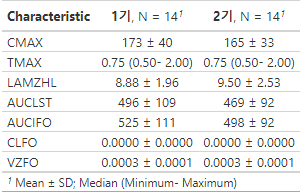 Characteristic 1기, N = 14¹ 2기, N = 14¹
CMAX 173 ± 40 165 ± 33
TMAX 0.75 (0.50- 2.00) 0.75 (0.50- 2.00)
LAMZHL 8.88 ± 1.96 9.50 ± 2.53
AUCLST 496 ± 109 469 ± 92
AUCIFO 525 ± 111 498 ± 92
CLFO 0.0000 ± 0.0000 0.0000 ± 0.0000
VZFO 0.0003 ± 0.0001 0.0003 ± 0.0001
¹ Mean ± SD; Median (Minimum- Maximum)